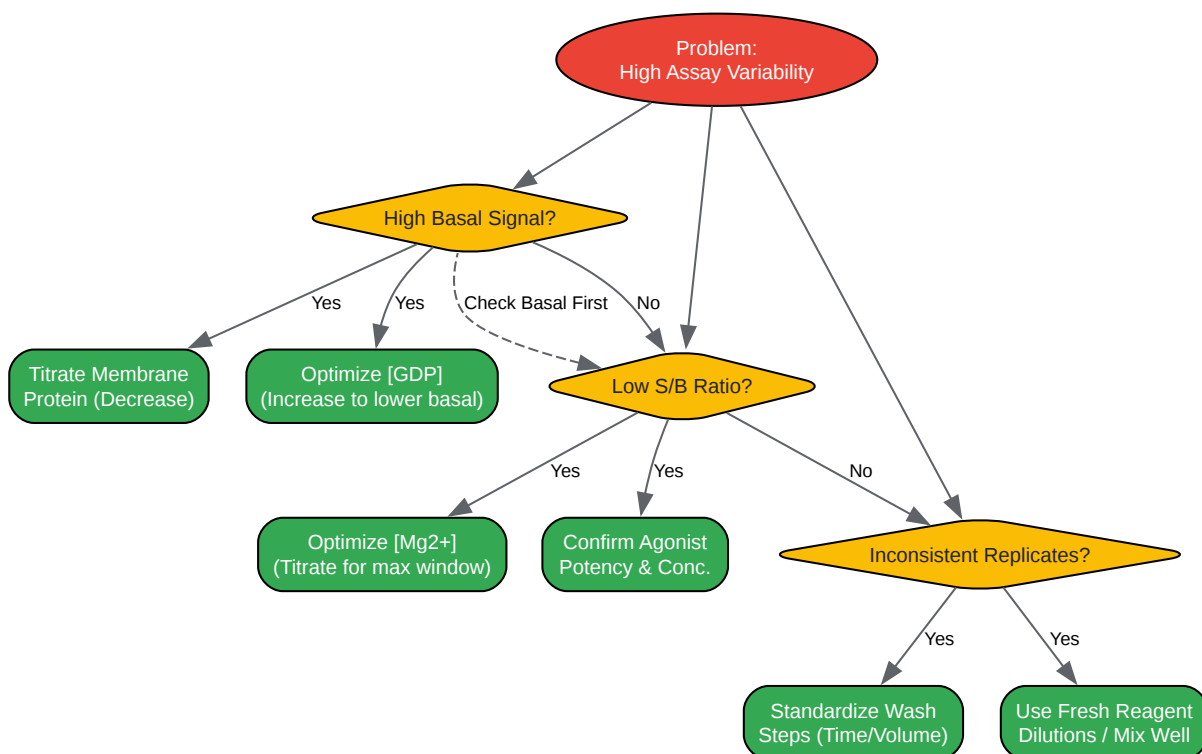 Problem:
High Assay Variability
High Basal Signal?
Yes
Yes
Check Basal First
No
Titrate Membrane
Protein (Decrease)
Optimize [GDP]
(Increase to lower basal)
Low S/B Ratio?
Yes
Yes
No
Optimize [Mg2+]
(Titrate for max window)
Confirm Agonist
Potency & Conc.
Inconsistent Replicates?
Yes
Yes
Standardize Wash
Steps (Time/Volume)
Use Fresh Reagent
Dilutions / Mix Well